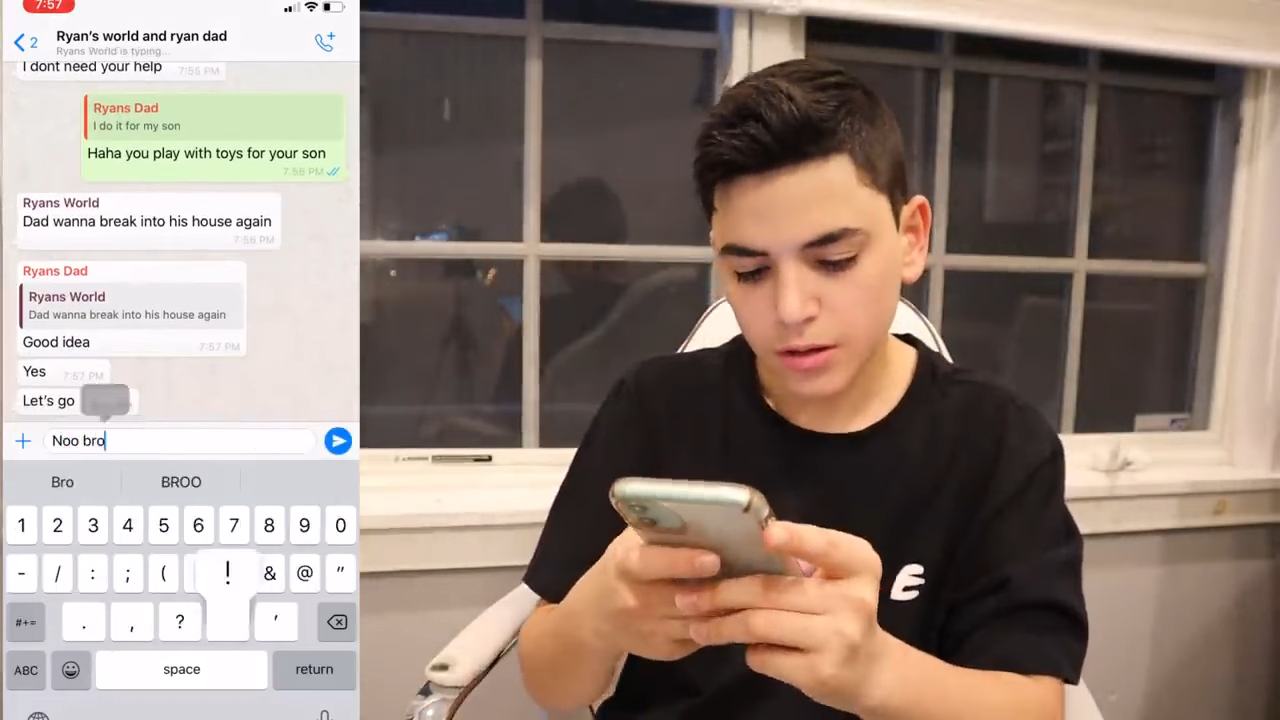 7:57
2
Ryan's world and ryan dad
Ryans World is typing...
I dont need your help
7:55 PM
Ryans Dad
I do it for my son
Haha you play with toys for your son
7:56 PM
Ryans World
Dad wanna break into his house again
7:56 PM
Ryans Dad
Ryans World
Dad wanna break into his house again
Good idea
7:57 PM
Yes
7:57 PM
Let's go
Noo bro
Bro BROO
1 2 3 4 5 6 7 8 9 0
- / : ; ( ! & @ "
#+= . , ? '
ABC space return
E